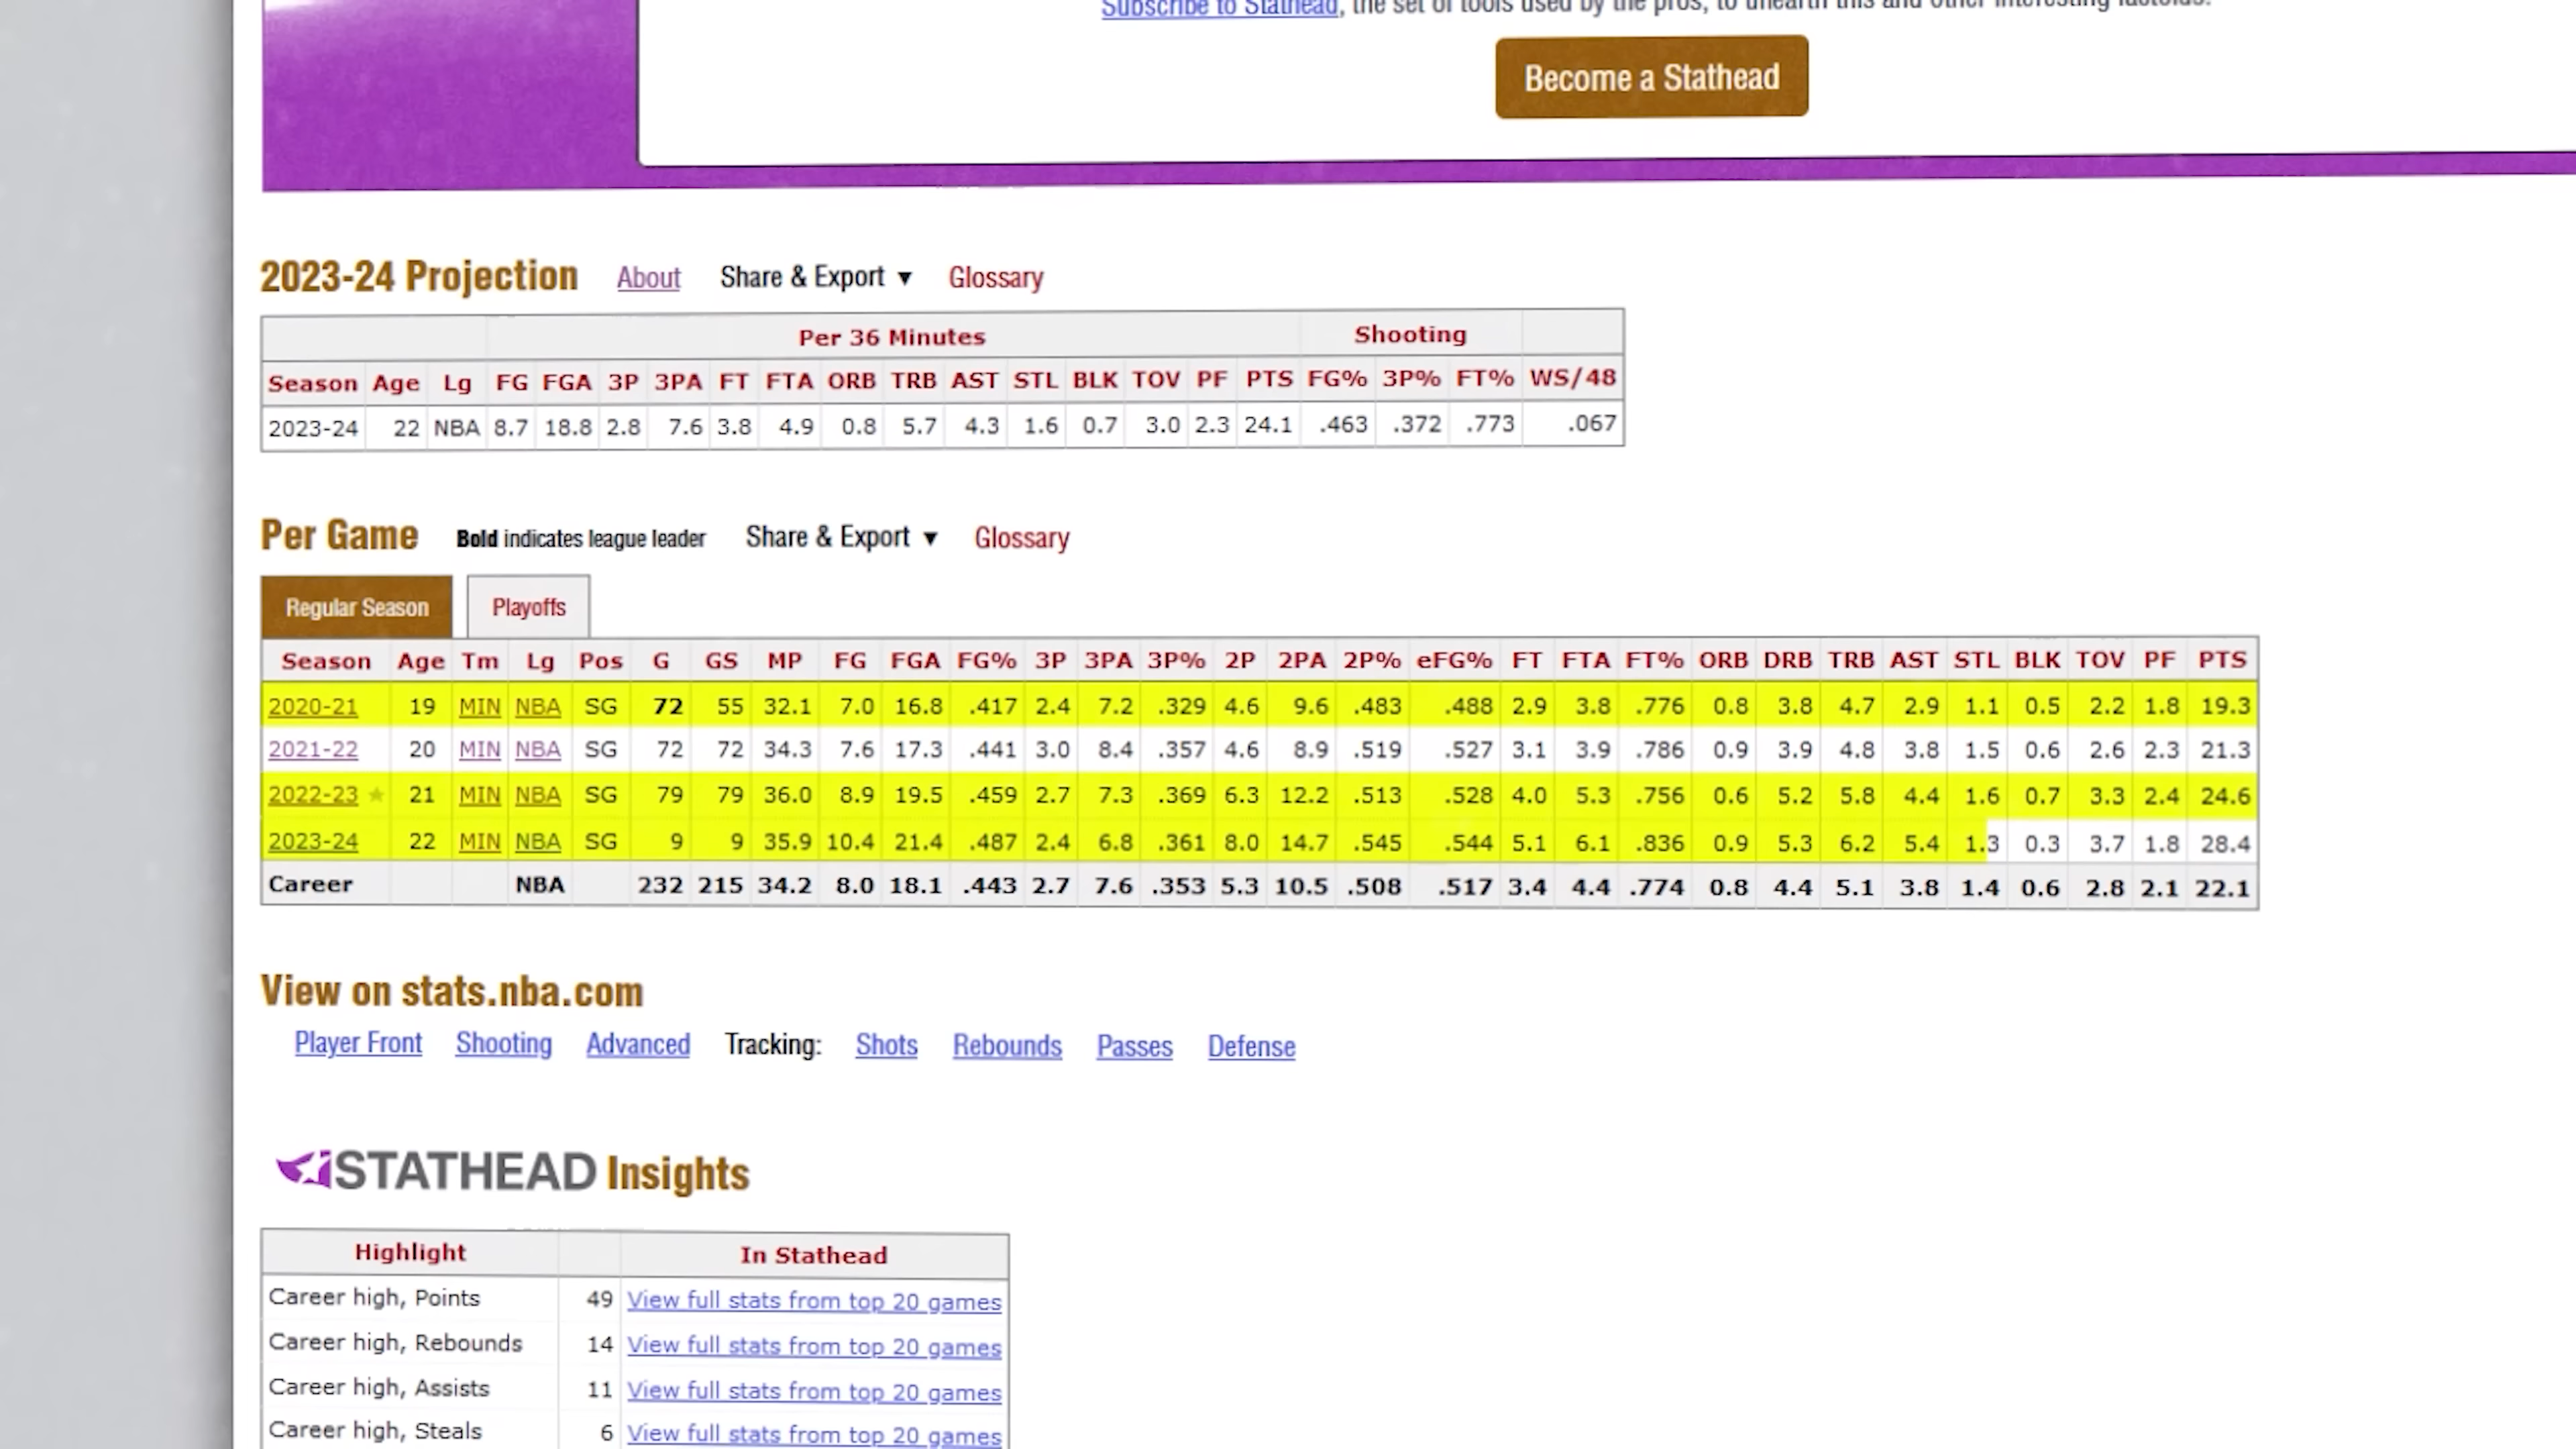 Subscribe to Stathead, the set of tools used by the pros, to unearth this and other interesting factoids.
Become a Stathead
2023-24 Projection About Share & Export ▼ Glossary
Per 36 Minutes Shooting
Season Age Lg FG FGA 3P 3PA FT FTA ORB TRB AST STL BLK TOV PF PTS FG% 3P% FT% WS/48
2023-24 22 NBA 8.7 18.8 2.8 7.6 3.8 4.9 0.8 5.7 4.3 1.6 0.7 3.0 2.3 24.1 .463 .372 .773 .067
Per Game Bold indicates league leader Share & Export ▼ Glossary
Regular Season Playoffs
Season Age Tm Lg Pos G GS MP FG FGA FG% 3P 3PA 3P% 2P 2PA 2P% eFG% FT FTA FT% ORB DRB TRB AST STL BLK TOV PF PTS
2020-21 19 MIN NBA SG 72 55 32.1 7.0 16.8 .417 2.4 7.2 .329 4.6 9.6 .483 .488 2.9 3.8 .776 0.8 3.8 4.7 2.9 1.1 0.5 2.2 1.8 19.3
2021-22 20 MIN NBA SG 72 72 34.3 7.6 17.3 .441 3.0 8.4 .357 4.6 8.9 .519 .527 3.1 3.9 .786 0.9 3.9 4.8 3.8 1.5 0.6 2.6 2.3 21.3
2022-23 ★ 21 MIN NBA SG 79 79 36.0 8.9 19.5 .459 2.7 7.3 .369 6.3 12.2 .513 .528 4.0 5.3 .756 0.6 5.2 5.8 4.4 1.6 0.7 3.3 2.4 24.6
2023-24 22 MIN NBA SG 9 9 35.9 10.4 21.4 .487 2.4 6.8 .361 8.0 14.7 .545 .544 5.1 6.1 .836 0.9 5.3 6.2 5.4 1.3 0.3 3.7 1.8 28.4
Career NBA 232 215 34.2 8.0 18.1 .443 2.7 7.6 .353 5.3 10.5 .508 .517 3.4 4.4 .774 0.8 4.4 5.1 3.8 1.4 0.6 2.8 2.1 22.1
View on stats.nba.com
Player Front Shooting Advanced Tracking: Shots Rebounds Passes Defense
STATHEAD Insights
Highlight In Stathead
Career high, Points 49 View full stats from top 20 games
Career high, Rebounds 14 View full stats from top 20 games
Career high, Assists 11 View full stats from top 20 games
Career high, Steals 6 View full stats from top 20 games